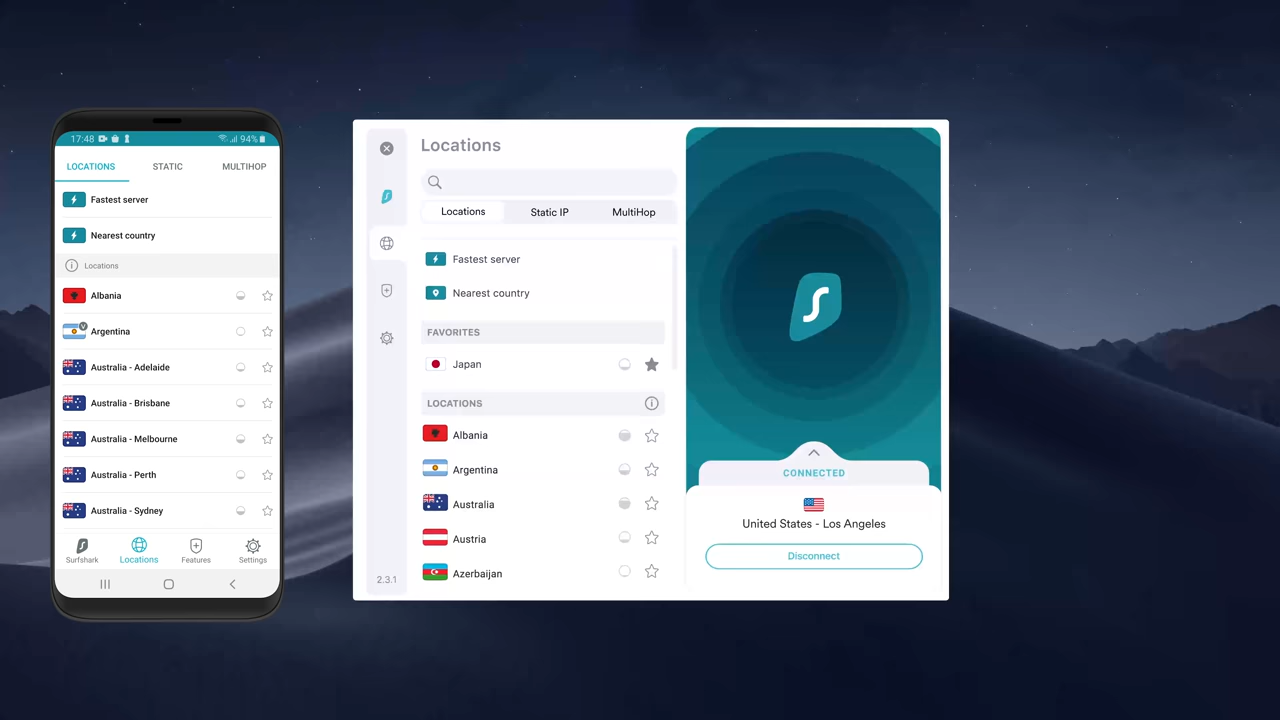 17:48
94%
LOCATIONS STATIC MULTIHOP
Fastest server
Nearest country
Locations
Albania
Argentina
Australia - Adelaide
Australia - Brisbane
Australia - Melbourne
Australia - Perth
Australia - Sydney
Surfshark Locations Features Settings
Locations
Locations Static IP MultiHop
Fastest server
Nearest country
FAVORITES
Japan
LOCATIONS
Albania
Argentina
Australia
Austria
Azerbaijan
2.3.1
CONNECTED
United States - Los Angeles
Disconnect